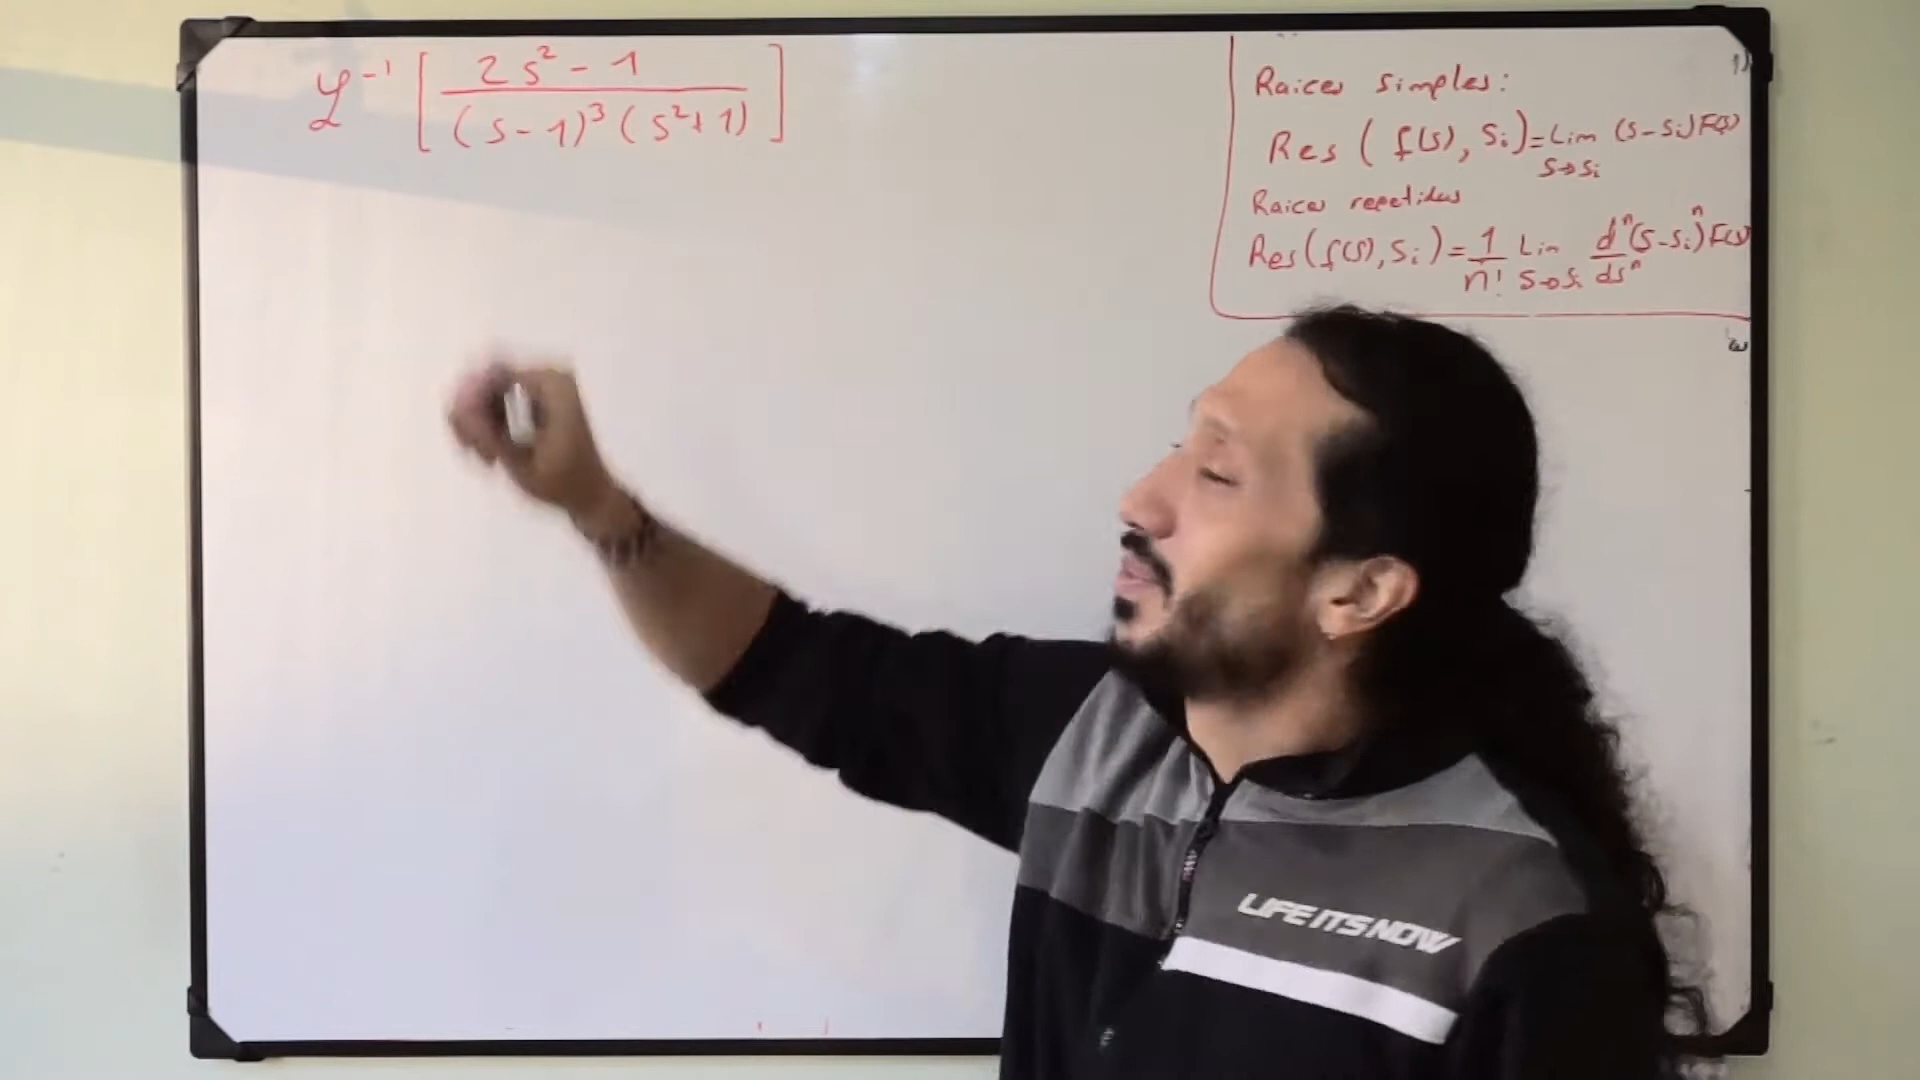 ℒ⁻¹ [ (2s² - 1) / ((s-1)³ (s²+1)) ]
Raices simples:
Res ( f(s), Si ) = Lim s→si (s-si) F(s)
Raices repetidas
Res (f(s), Si ) = 1/n! Lim s→si dⁿ/dsⁿ (s-si)ⁿ F(s)
LIFE ITS NOW